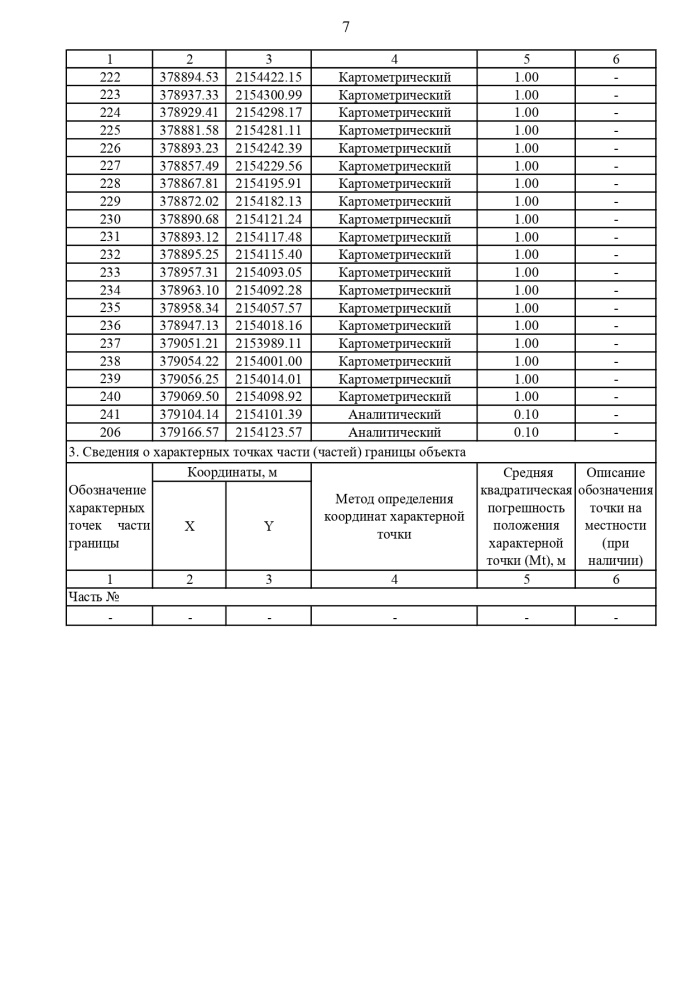 7
1 2 3 4 5 6
222 378894.53 2154422.15 Картометрический 1.00 -
223 378937.33 2154300.99 Картометрический 1.00 -
224 378929.41 2154298.17 Картометрический 1.00 -
225 378881.58 2154281.11 Картометрический 1.00 -
226 378893.23 2154242.39 Картометрический 1.00 -
227 378857.49 2154229.56 Картометрический 1.00 -
228 378867.81 2154195.91 Картометрический 1.00 -
229 378872.02 2154182.13 Картометрический 1.00 -
230 378890.68 2154121.24 Картометрический 1.00 -
231 378893.12 2154117.48 Картометрический 1.00 -
232 378895.25 2154115.40 Картометрический 1.00 -
233 378957.31 2154093.05 Картометрический 1.00 -
234 378963.10 2154092.28 Картометрический 1.00 -
235 378958.34 2154057.57 Картометрический 1.00 -
236 378947.13 2154018.16 Картометрический 1.00 -
237 379051.21 2153989.11 Картометрический 1.00 -
238 379054.22 2154001.00 Картометрический 1.00 -
239 379056.25 2154014.01 Картометрический 1.00 -
240 379069.50 2154098.92 Картометрический 1.00 -
241 379104.14 2154101.39 Аналитический 0.10 -
206 379166.57 2154123.57 Аналитический 0.10 -
3. Сведения о характерных точках части (частей) границы объекта
Обозначение
характерных
точек части
границы
Координаты, м
X Y
Метод определения
координат характерной
точки
Средняя
квадратическая
погрешность
положения
характерной
точки (Mt), м
Описание
обозначения
точки на
местности
(при
наличии)
1 2 3 4 5 6
Часть №
- - - - - -